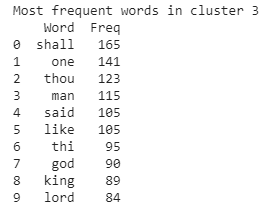 Most frequent words in cluster 3
Word Freq
0 shall 165
1 one 141
2 thou 123
3 man 115
4 said 105
5 like 105
6 thi 95
7 god 90
8 king 89
9 lord 84